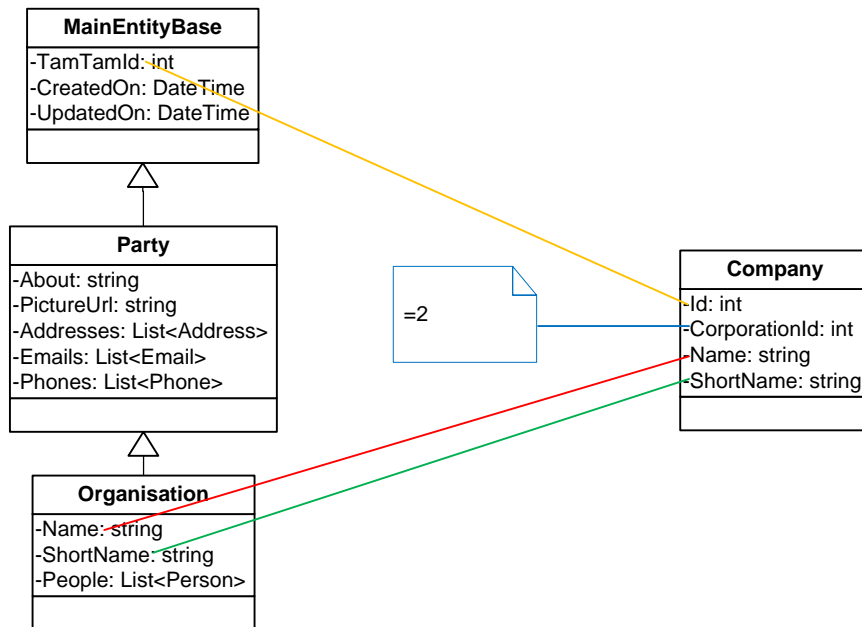 MainEntityBase
-TamTamId: int
-CreatedOn: DateTime
-UpdatedOn: DateTime
Party
-About: string
-PictureUrl: string
-Addresses: List<Address>
-Emails: List<Email>
-Phones: List<Phone>
Organisation
-Name: string
-ShortName: string
-People: List<Person>
=2
Company
-Id: int
-CorporationId: int
-Name: string
-ShortName: string